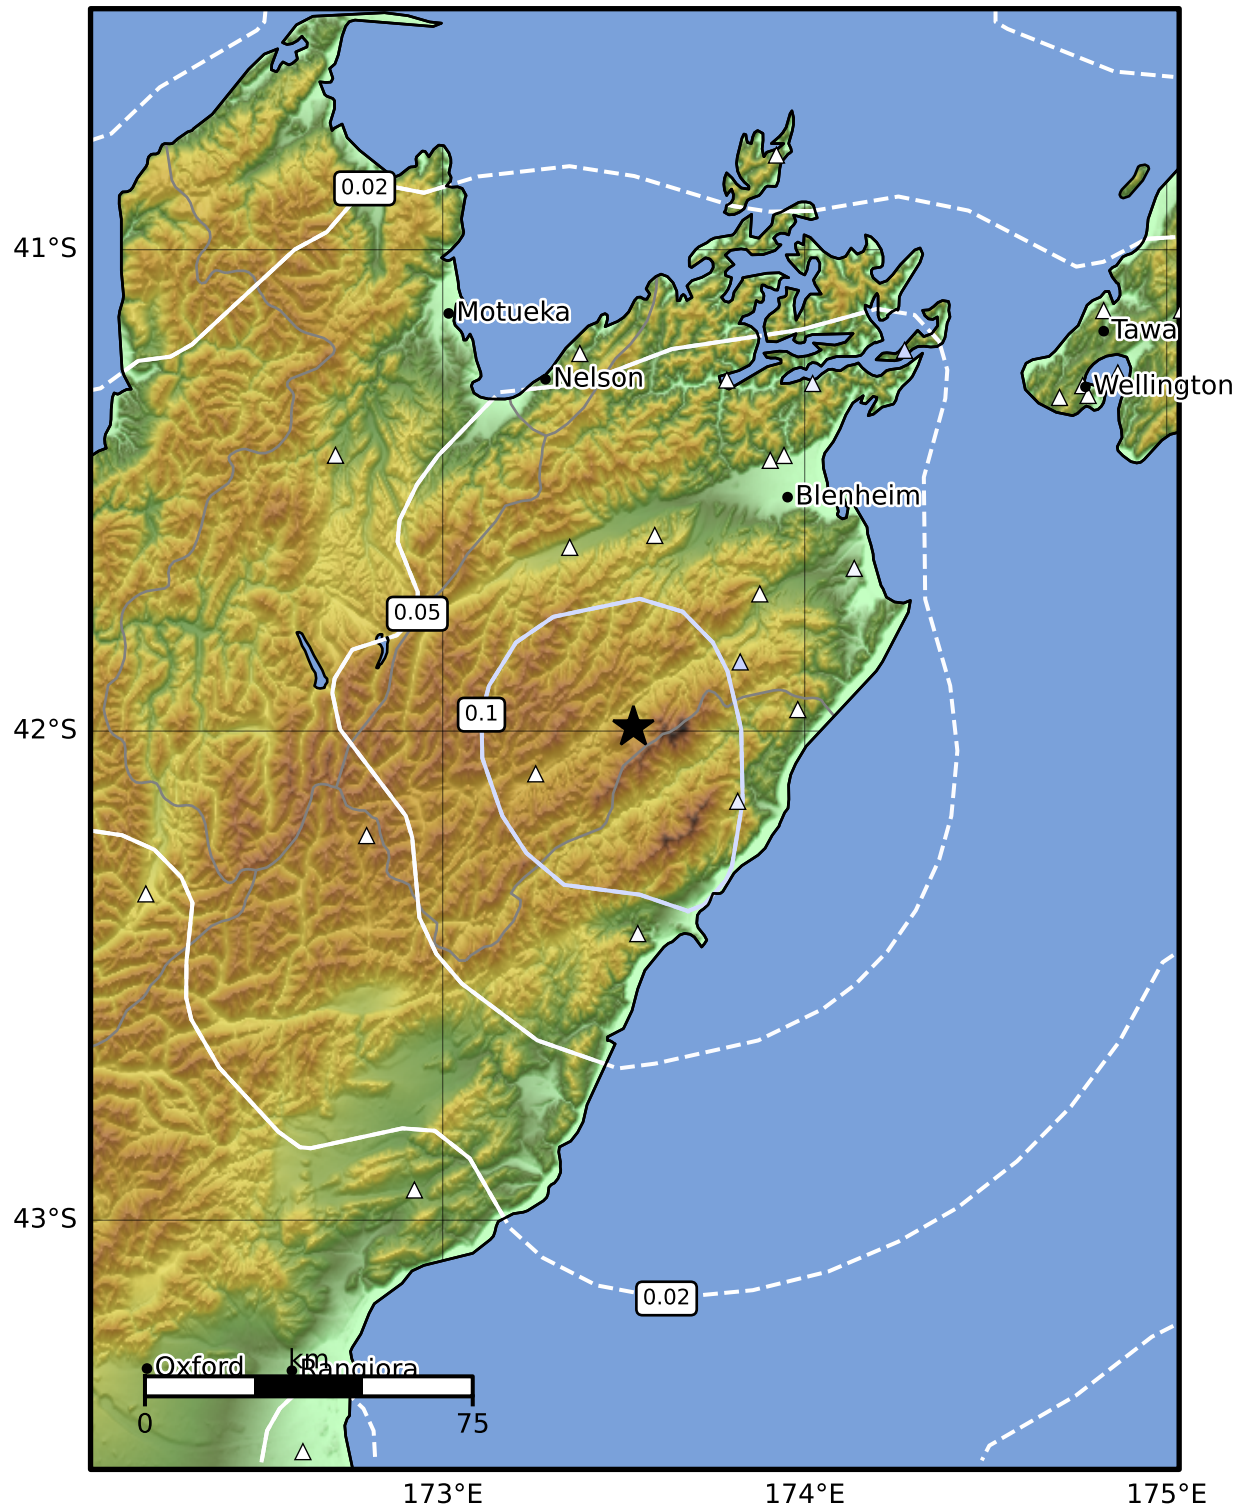 0.02
41°S
Motueka
Tawa
Nelson
Wellington
Blenheim
0.05
0.1
42°S
43°S
0.02
km
Oxford
Rangiora
0
75
173°E
174°E
175°E